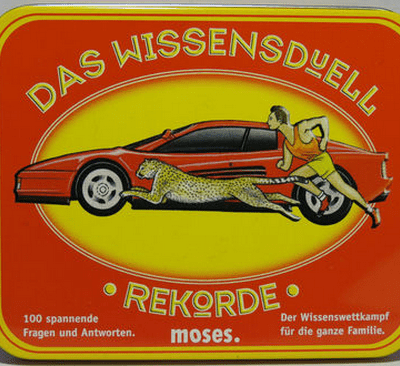 DAS WISSENSDUELL
• REKORDE •
100 spannende
Fragen und Antworten.
moses.
Der Wissenswettkampf
für die ganze Familie.